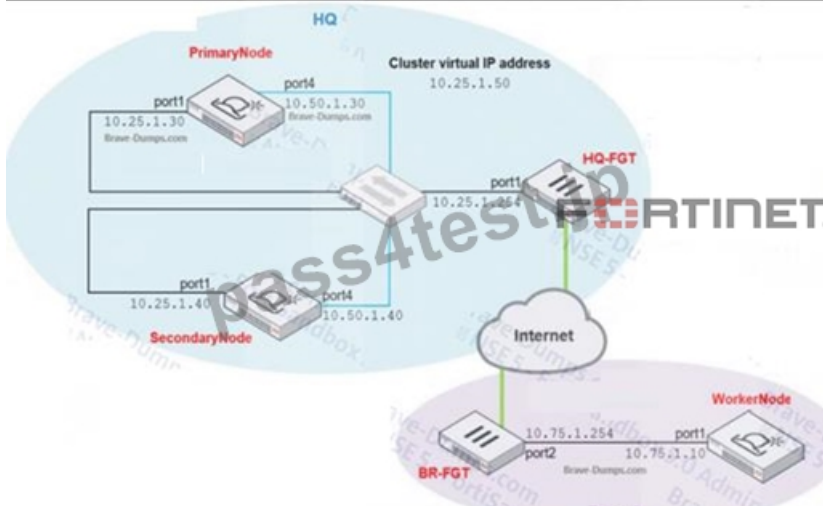 HQ
PrimaryNode
Cluster virtual IP address
10.25.1.50
port4
10.50.1.30
Brave-Dumps.com
port1
10.25.1.30
Brave-Dumps.com
HQ-FGT
port1
10.25.1.254
FORTINET
pass4test.jp
port1
10.25.1.40
port4
10.50.1.40
SecondaryNode
Internet
WorkerNode
10.75.1.254
port1
port2
10.75.1.10
BR-FGT
Brave-Dumps.com